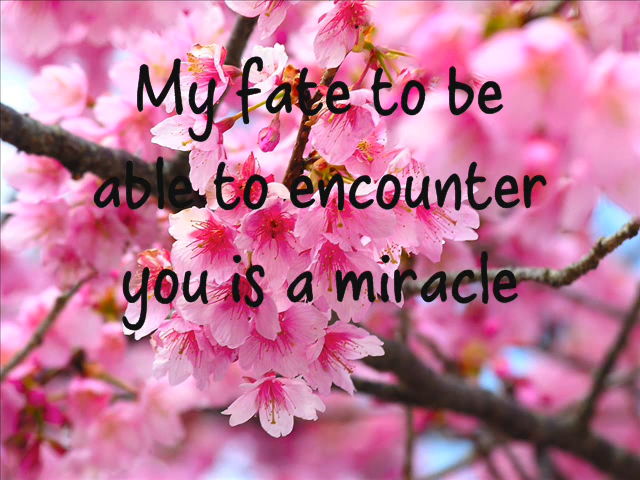 My fate to be
able to encounter
you is a miracle